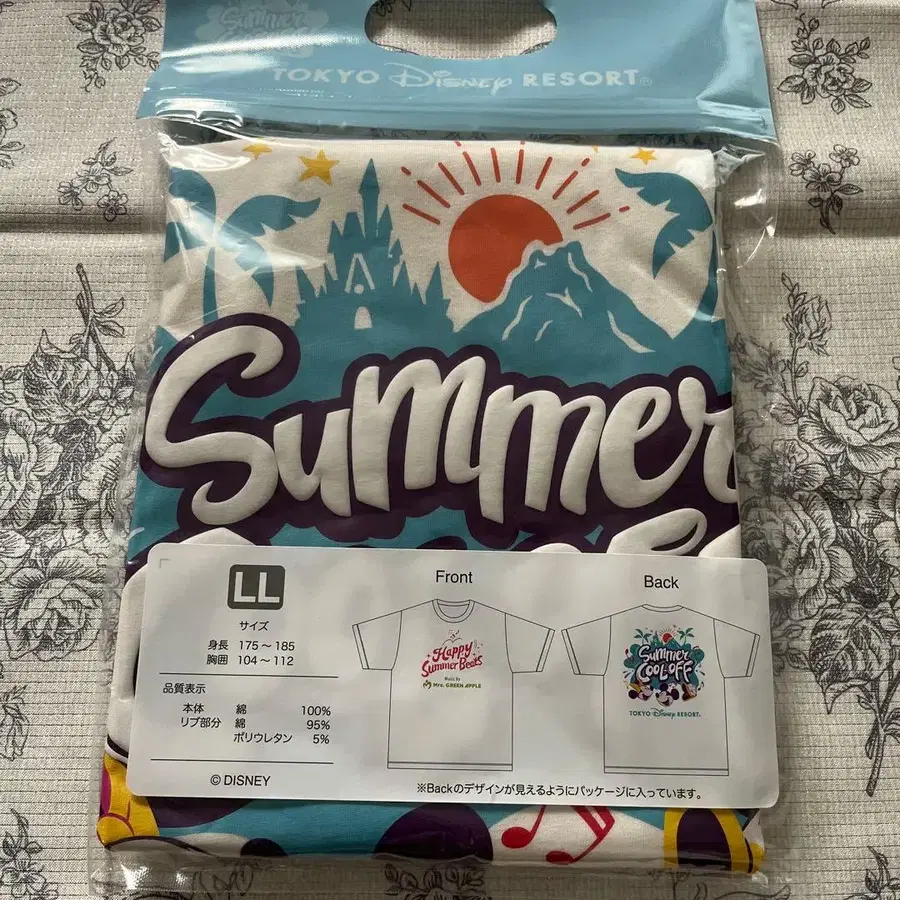 Summer
TOKYO Disney RESORT®
Summer
LL
サイズ
身長 175～185
胸囲 104～112
品質表示
本体 綿 100%
リブ部分 綿 95%
ポリウレタン 5%
© DISNEY
Front
Happy
Summer Beats
Music by
Mrs. GREEN APPLE
Back
Summer
COOL-OFF
TOKYO Disney RESORT®
※Backのデザインが見えるようにパッケージに入っています。